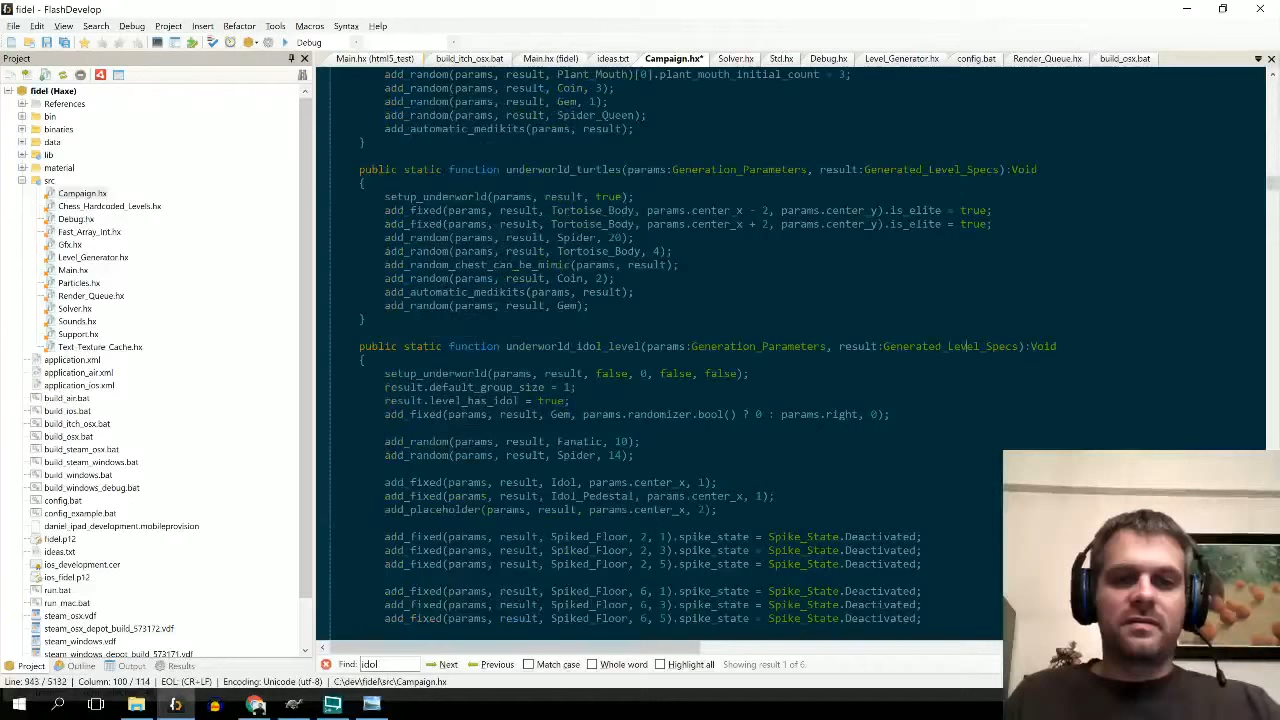 fidel - FlashDevelop
File Edit View Search Debug Project Insert Refactor Tools Macros Syntax Help
Debug
Project
Main.hx (html5_test) build_itch_osx.bat Main.hx (fidel) ideas.txt Campaign.hx* Solver.hx Std.hx Debug.hx Level_Generator.hx config.bat Render_Queue.hx build_osx.bat
fidel (Haxe)
References
bin
binaries
data
lib
material
src
Campaign.hx
Chess_Hardcoded_Levels.hx
Debug.hx
Fast_Array_Int.hx
Gfx.hx
Level_Generator.hx
Main.hx
Particles.hx
Render_Queue.hx
Solver.hx
Sounds.hx
Support.hx
Text_Texture_Cache.hx
application.xml
application_air.xml
application_ios.xml
build_air.bat
build_ios.bat
build_itch_osx.bat
build_osx.bat
build_steam_osx.bat
build_steam_windows.bat
build_windows.bat
build_windows_debug.bat
config.bat
config_example.bat
daniel_ipad_development.mobileprovision
fidel.p12
ideas.txt
ios_development.cer
ios_fidel.p12
run.bat
run_mac.bat
steam_osx.vdf
steam_osx_depot_build_573172.vdf
steam_windows.vdf
steam_windows_depot_build_573171.vdf
add_random(params, result, Plant_Mouth)[0].plant_mouth_initial_count = 3;
add_random(params, result, Coin, 3);
add_random(params, result, Gem, 1);
add_random(params, result, Spider_Queen);
add_automatic_medikits(params, result);
}
public static function underworld_turtles(params:Generation_Parameters, result:Generated_Level_Specs):Void
{
setup_underworld(params, result, true);
add_fixed(params, result, Tortoise_Body, params.center_x - 2, params.center_y).is_elite = true;
add_fixed(params, result, Tortoise_Body, params.center_x + 2, params.center_y).is_elite = true;
add_random(params, result, Spider, 20);
add_random(params, result, Tortoise_Body, 4);
add_random_chest_can_be_mimic(params, result);
add_random(params, result, Coin, 2);
add_automatic_medikits(params, result);
add_random(params, result, Gem);
}
public static function underworld_idol_level(params:Generation_Parameters, result:Generated_Level_Specs):Void
{
setup_underworld(params, result, false, 0, false, false);
result.default_group_size = 1;
result.level_has_idol = true;
add_fixed(params, result, Gem, params.randomizer.bool() ? 0 : params.right, 0);
add_random(params, result, Fanatic, 10);
add_random(params, result, Spider, 14);
add_fixed(params, result, Idol, params.center_x, 1);
add_fixed(params, result, Idol_Pedestal, params.center_x, 1);
add_placeholder(params, result, params.center_x, 2);
add_fixed(params, result, Spiked_Floor, 2, 1).spike_state = Spike_State.Deactivated;
add_fixed(params, result, Spiked_Floor, 2, 3).spike_state = Spike_State.Deactivated;
add_fixed(params, result, Spiked_Floor, 2, 5).spike_state = Spike_State.Deactivated;
add_fixed(params, result, Spiked_Floor, 6, 1).spike_state = Spike_State.Deactivated;
add_fixed(params, result, Spiked_Floor, 6, 3).spike_state = Spike_State.Deactivated;
add_fixed(params, result, Spiked_Floor, 6, 5).spike_state = Spike_State.Deactivated;
Project Outline Output Results
Find: idol Next Previous Match case Whole word Highlight all Showing result 1 of 6
Line: 943 / 5132 Column: 100 / 114 EOL: (CR+LF) Encoding: Unicode (utf-8) C:\dev\fidel\src\Campaign.hx